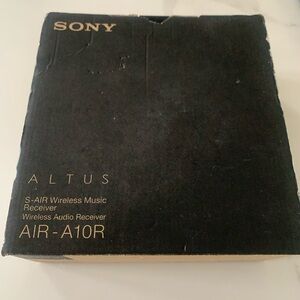 SONY
ALTUS
S-AIR Wireless Music
Receiver
Wireless Audio Receiver
AIR-A10R